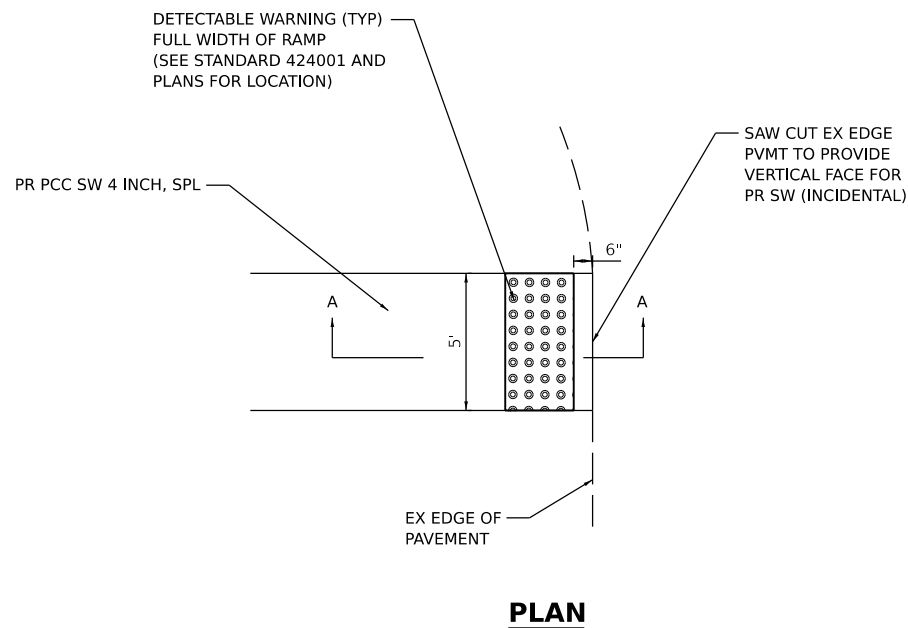 DETECTABLE WARNING (TYP)
FULL WIDTH OF RAMP
(SEE STANDARD 424001 AND
PLANS FOR LOCATION)
SAW CUT EX EDGE
PVMT TO PROVIDE
VERTICAL FACE FOR
PR SW (INCIDENTAL)
PR PCC SW 4 INCH, SPL
6"
A
A
5'
EX EDGE OF
PAVEMENT
PLAN